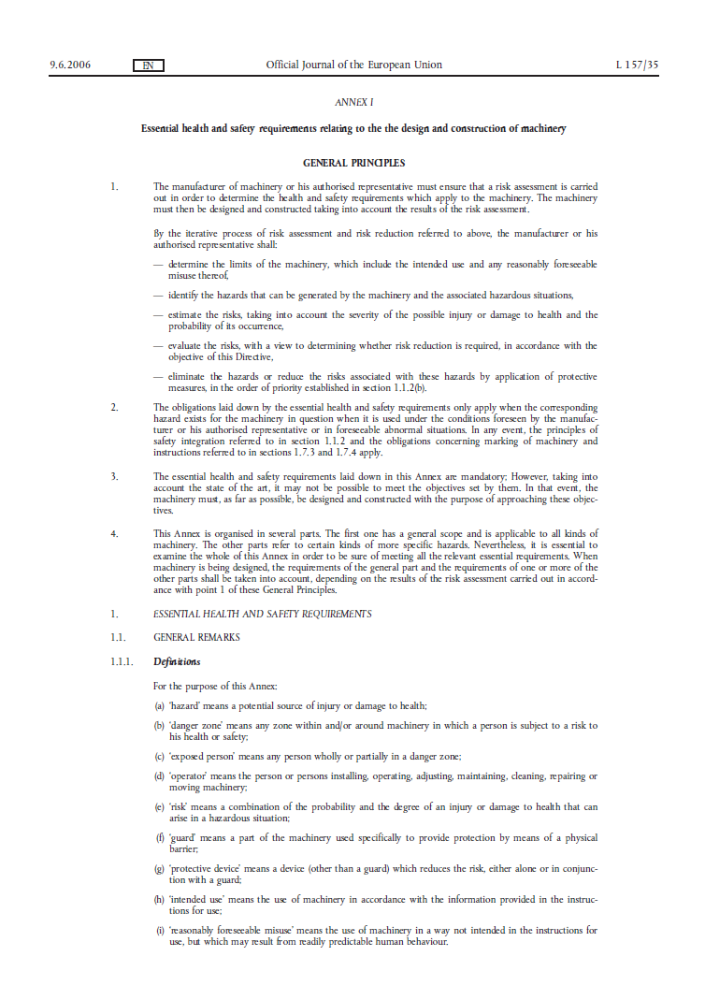 9.6.2006 EN Official Journal of the European Union L 157/35
ANNEX I
Essential health and safety requirements relating to the the design and construction of machinery
GENERAL PRINCIPLES
1. The manufacturer of machinery or his authorised representative must ensure that a risk assessment is carried
out in order to determine the health and safety requirements which apply to the machinery. The machinery
must then be designed and constructed taking into account the results of the risk assessment.
By the iterative process of risk assessment and risk reduction referred to above, the manufacturer or his
authorised representative shall:
— determine the limits of the machinery, which include the intended use and any reasonably foreseeable
misuse thereof,
— identify the hazards that can be generated by the machinery and the associated hazardous situations,
— estimate the risks, taking into account the severity of the possible injury or damage to health and the
probability of its occurrence,
— evaluate the risks, with a view to determining whether risk reduction is required, in accordance with the
objective of this Directive,
— eliminate the hazards or reduce the risks associated with these hazards by application of protective
measures, in the order of priority established in section 1.1.2(b).
2. The obligations laid down by the essential health and safety requirements only apply when the corresponding
hazard exists for the machinery in question when it is used under the conditions foreseen by the manufac-
turer or his authorised representative or in foreseeable abnormal situations. In any event, the principles of
safety integration referred to in section 1.1.2 and the obligations concerning marking of machinery and
instructions referred to in sections 1.7.3 and 1.7.4 apply.
3. The essential health and safety requirements laid down in this Annex are mandatory; However, taking into
account the state of the art, it may not be possible to meet the objectives set by them. In that event, the
machinery must, as far as possible, be designed and constructed with the purpose of approaching these objec-
tives.
4. This Annex is organised in several parts. The first one has a general scope and is applicable to all kinds of
machinery. The other parts refer to certain kinds of more specific hazards. Nevertheless, it is essential to
examine the whole of this Annex in order to be sure of meeting all the relevant essential requirements. When
machinery is being designed, the requirements of the general part and the requirements of one or more of the
other parts shall be taken into account, depending on the results of the risk assessment carried out in accord-
ance with point 1 of these General Principles.
1. ESSENTIAL HEALTH AND SAFETY REQUIREMENTS
1.1. GENERAL REMARKS
1.1.1. Definitions
For the purpose of this Annex:
(a) ‘hazard’ means a potential source of injury or damage to health;
(b) ‘danger zone’ means any zone within and/or around machinery in which a person is subject to a risk to
his health or safety;
(c) ‘exposed person’ means any person wholly or partially in a danger zone;
(d) ‘operator’ means the person or persons installing, operating, adjusting, maintaining, cleaning, repairing or
moving machinery;
(e) ‘risk’ means a combination of the probability and the degree of an injury or damage to health that can
arise in a hazardous situation;
(f) ‘guard’ means a part of the machinery used specifically to provide protection by means of a physical
barrier;
(g) ‘protective device’ means a device (other than a guard) which reduces the risk, either alone or in conjunc-
tion with a guard;
(h) ‘intended use’ means the use of machinery in accordance with the information provided in the instruc-
tions for use;
(i) ‘reasonably foreseeable misuse’ means the use of machinery in a way not intended in the instructions for
use, but which may result from readily predictable human behaviour.